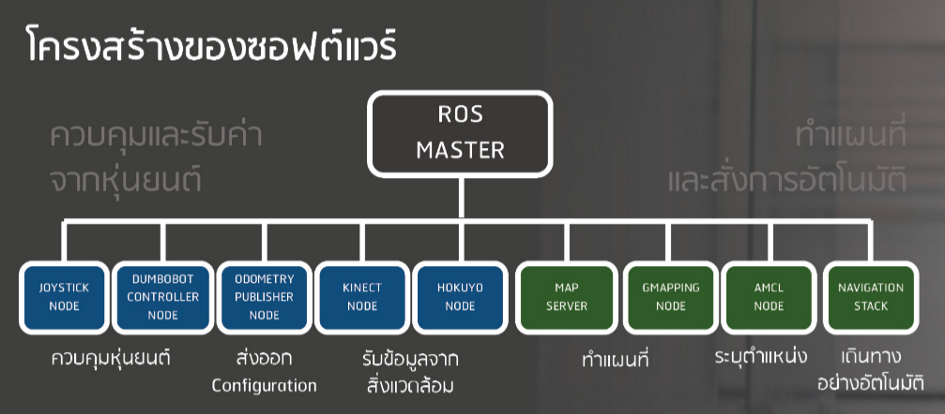 โครงสร้างของซอฟต์แวร์
ROS
MASTER
ควบคุมและรับค่า
จากหุ่นยนต์
ทำแผนที่
และสั่งการอัตโนมัติ
JOYSTICK
NODE
DUMBOBOT
CONTROLLER
NODE
ODOMETRY
PUBLISHER
NODE
KINECT
NODE
HOKUYO
NODE
MAP
SERVER
GMAPPING
NODE
AMCL
NODE
NAVIGATION
STACK
ควบคุมหุ่นยนต์
ส่งออก
Configuration
รับข้อมูลจาก
สิ่งแวดล้อม
ทำแผนที่
ระบุตำแหน่ง
เดินทาง
อย่างอัตโนมัติ